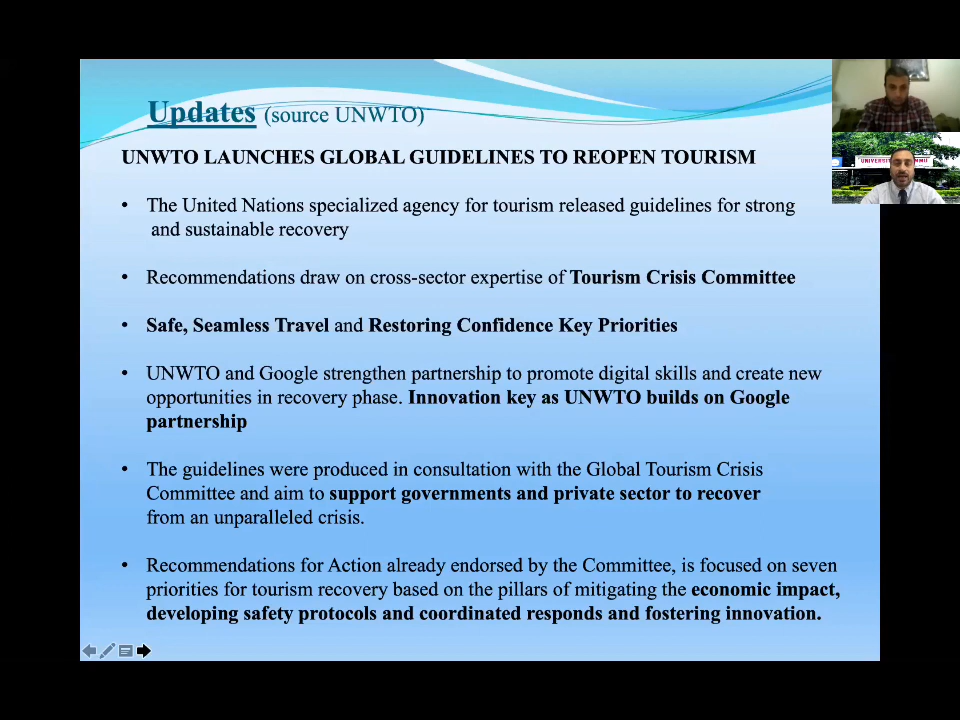 Updates (source UNWTO)
UNWTO LAUNCHES GLOBAL GUIDELINES TO REOPEN TOURISM
• The United Nations specialized agency for tourism released guidelines for strong
and sustainable recovery
• Recommendations draw on cross-sector expertise of Tourism Crisis Committee
• Safe, Seamless Travel and Restoring Confidence Key Priorities
• UNWTO and Google strengthen partnership to promote digital skills and create new
opportunities in recovery phase. Innovation key as UNWTO builds on Google
partnership
• The guidelines were produced in consultation with the Global Tourism Crisis
Committee and aim to support governments and private sector to recover
from an unparalleled crisis.
• Recommendations for Action already endorsed by the Committee, is focused on seven
priorities for tourism recovery based on the pillars of mitigating the economic impact,
developing safety protocols and coordinated responds and fostering innovation.